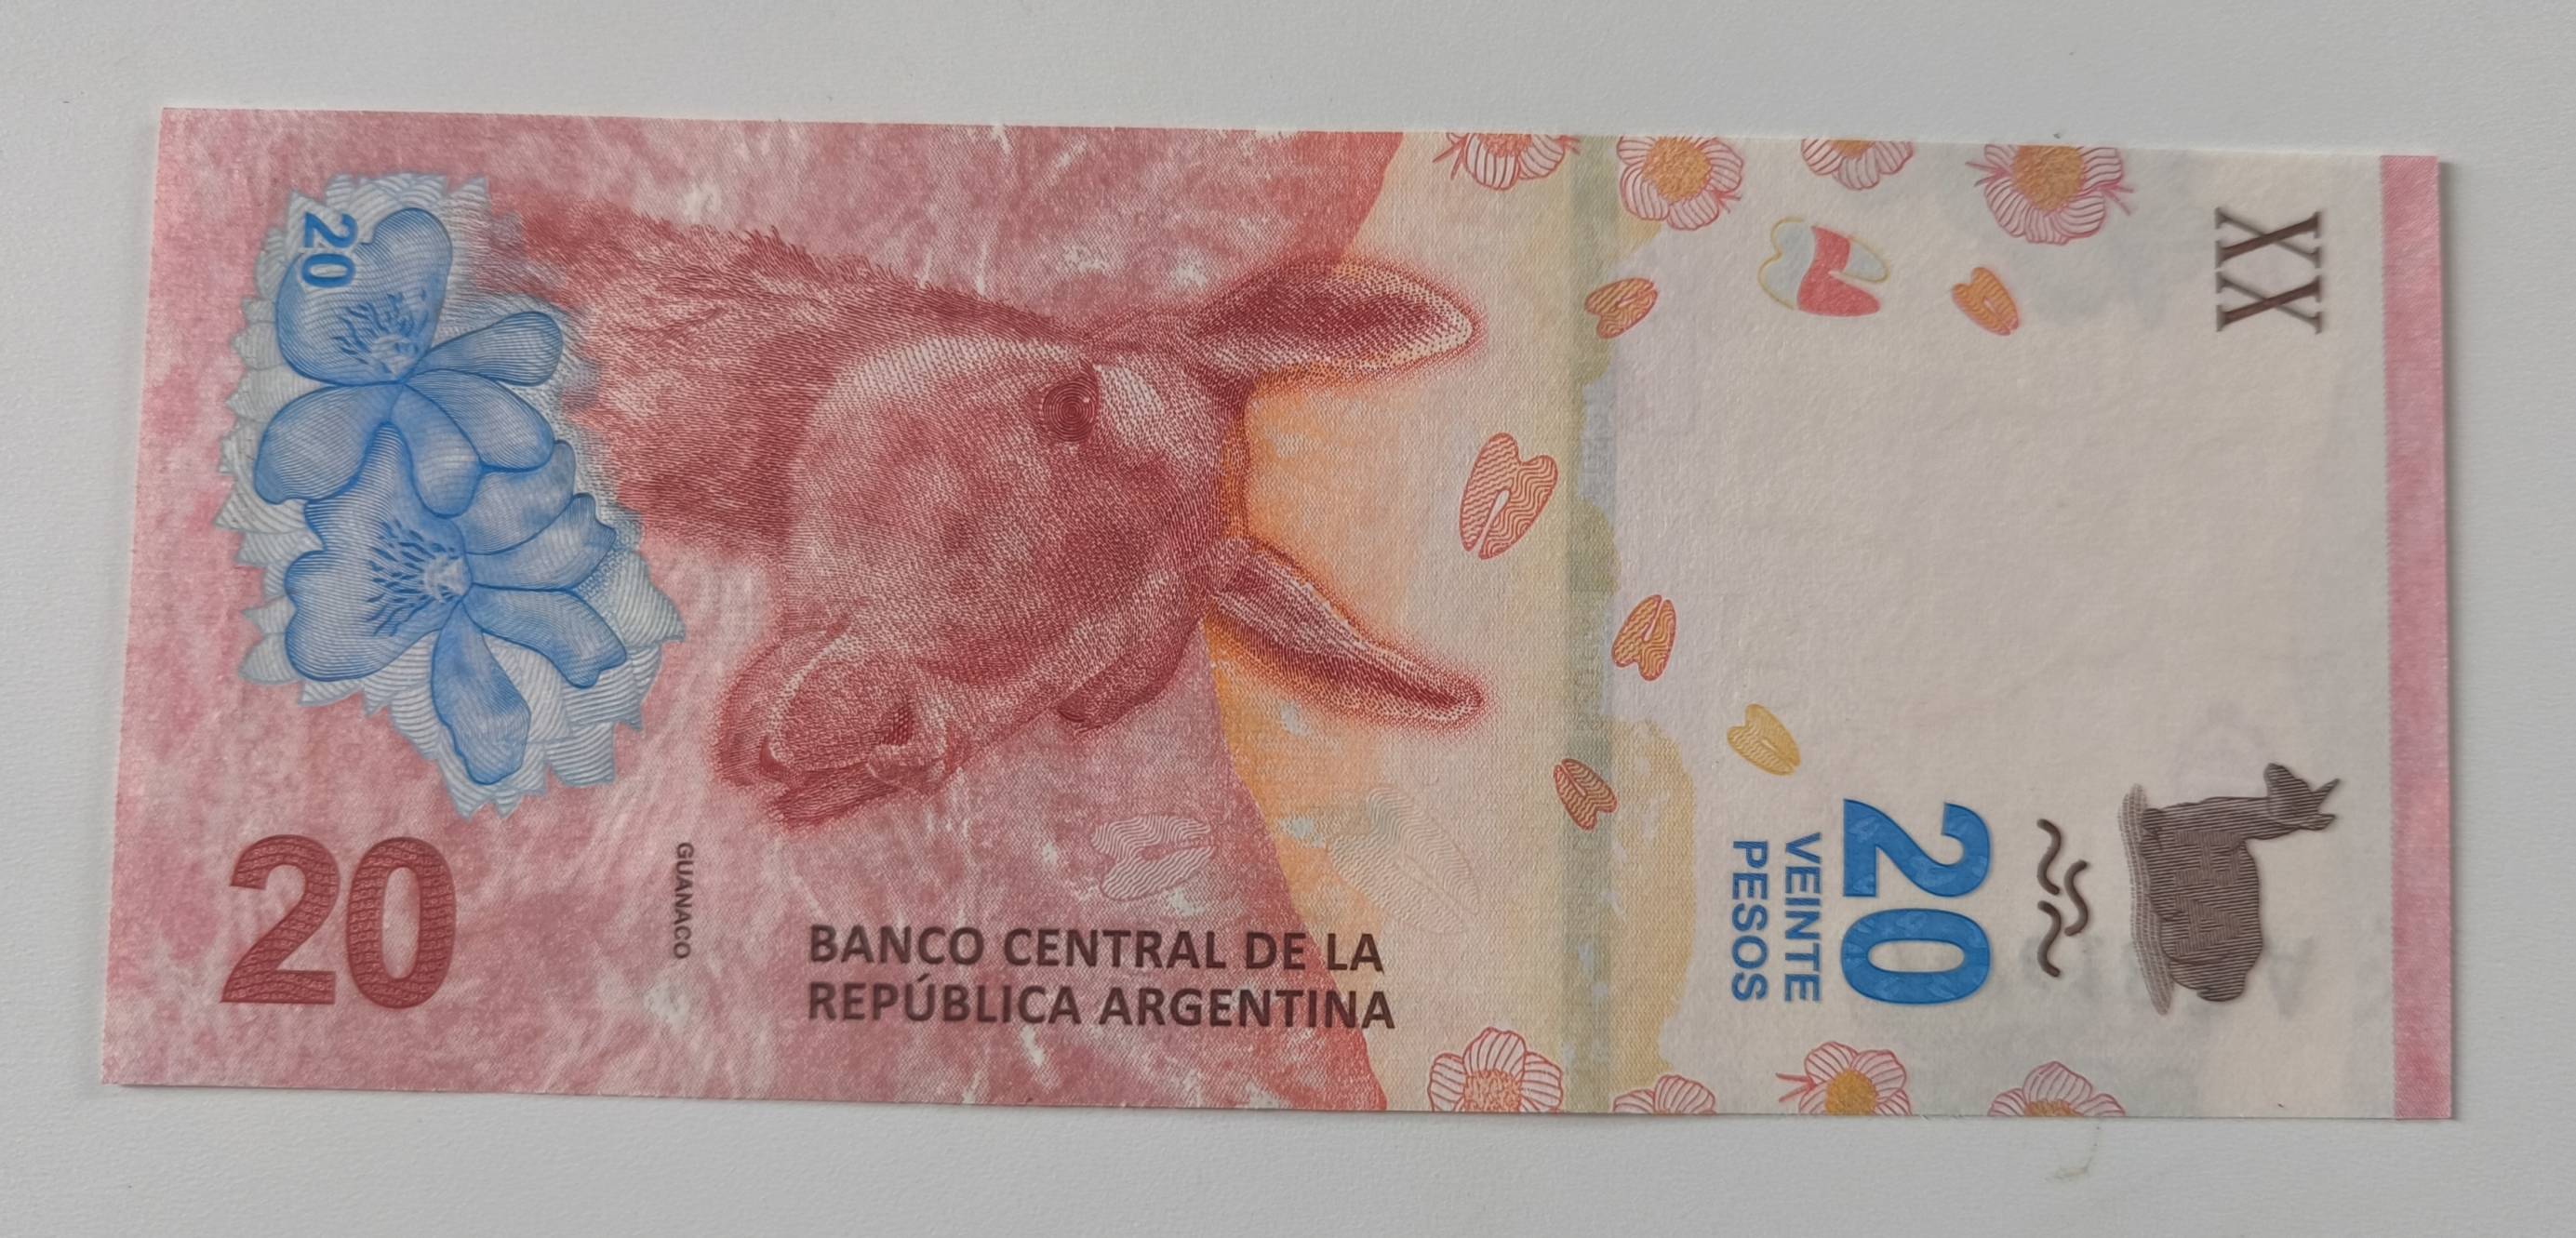 20
XX
20
GUANACO
BANCO CENTRAL DE LA
REPÚBLICA ARGENTINA
20
VEINTE
PESOS